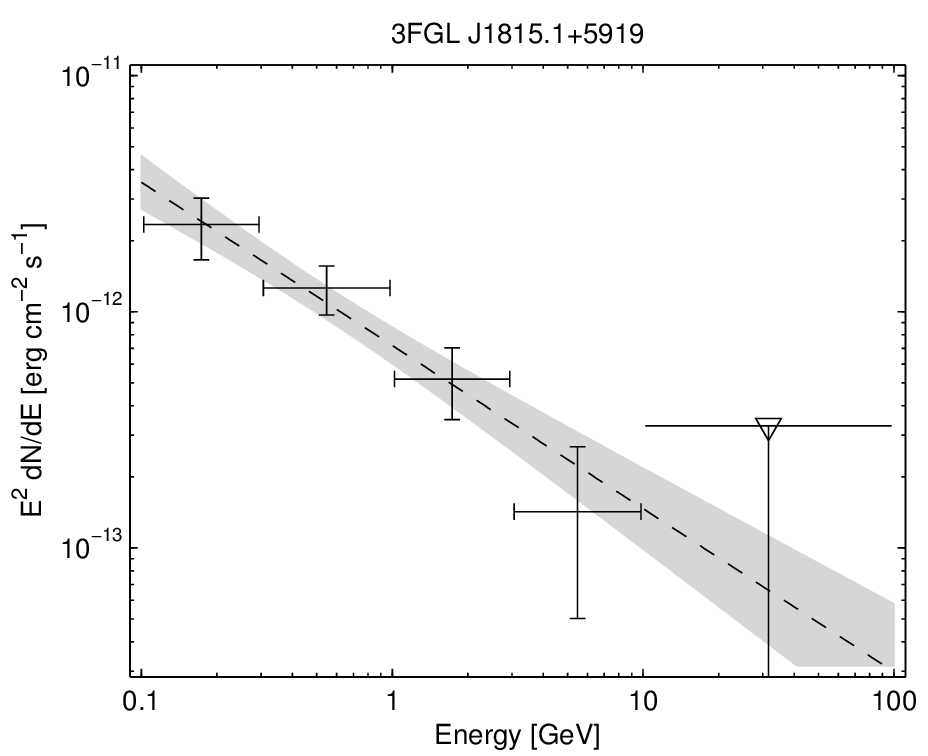 3FGL J1815.1+5919
10⁻¹¹
10⁻¹²
10⁻¹³
E² dN/dE [erg cm⁻² s⁻¹]
0.1 1 10 100
Energy [GeV]